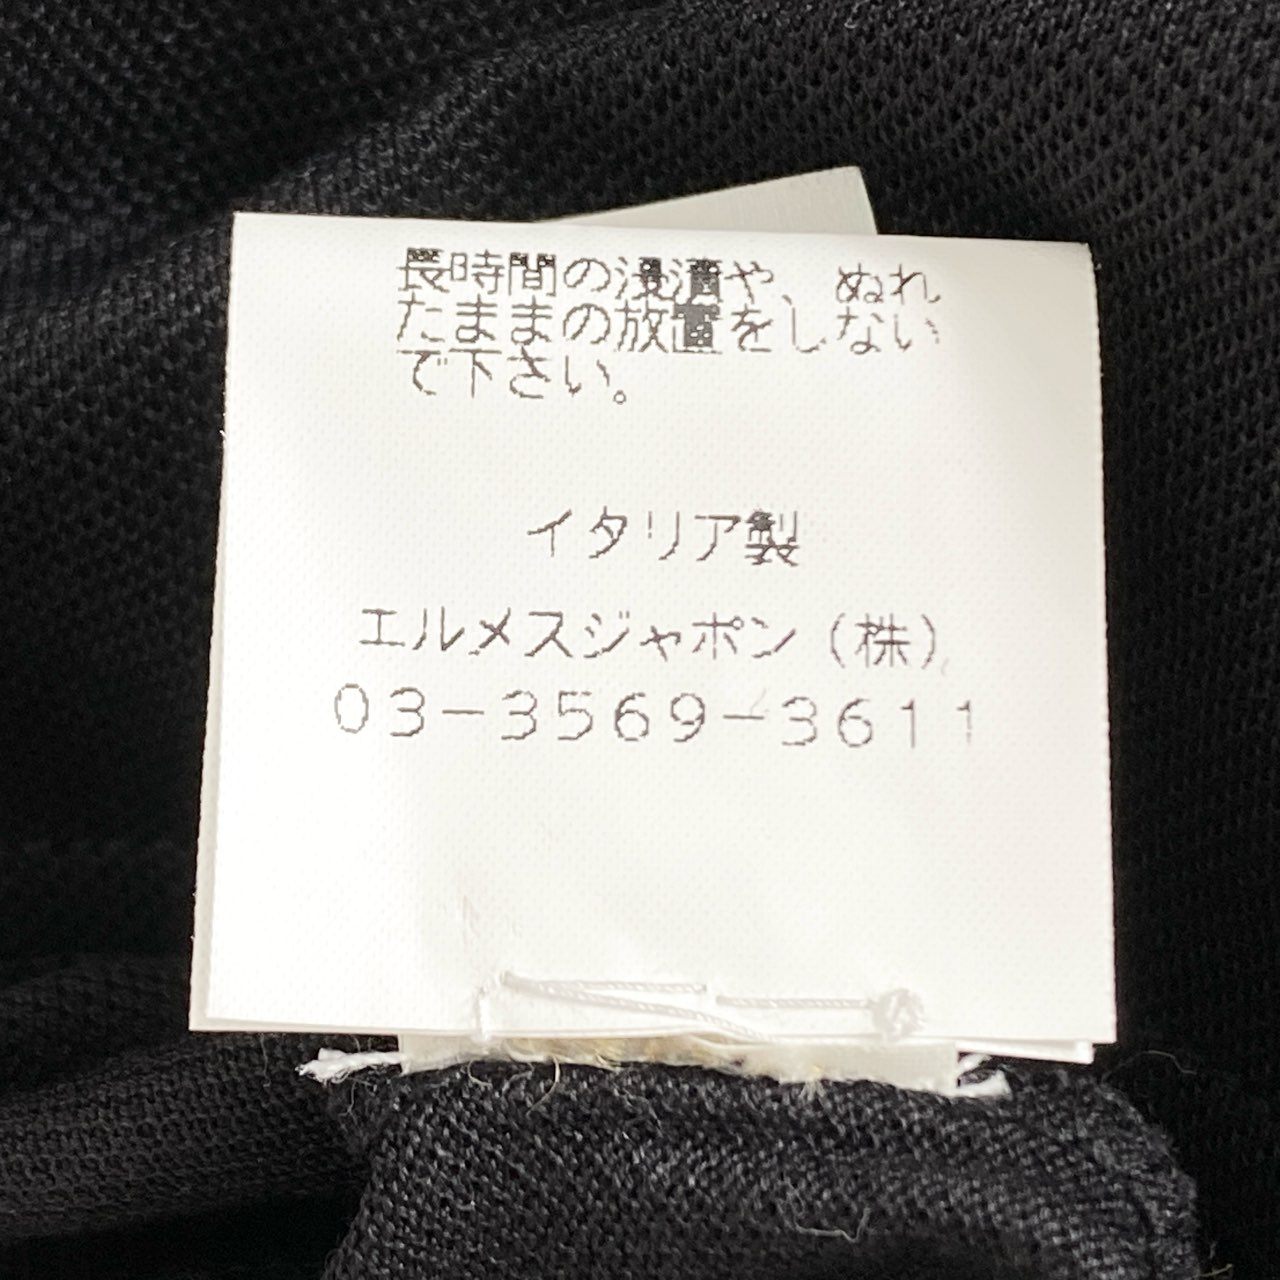 長時間の浸漬や、ぬれ
たままの放置をしない
で下さい。
イタリア製
エルメスジャポン(株)
03-3569-3611